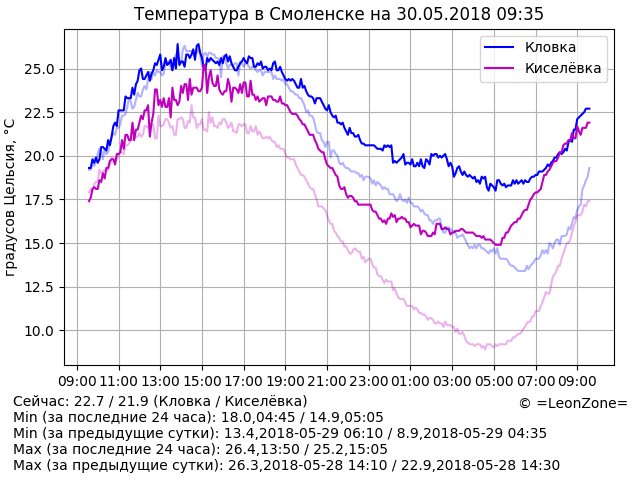 Температура в Смоленске на 30.05.2018 09:35
градусов Цельсия, °C
25.0
22.5
20.0
17.5
15.0
12.5
10.0
Кловка
Киселёвка
09:00 11:00 13:00 15:00 17:00 19:00 21:00 23:00 01:00 03:00 05:00 07:00 09:00
Сейчас: 22.7 / 21.9 (Кловка / Киселёвка)
© =LeonZone=
Min (за последние 24 часа): 18.0,04:45 / 14.9,05:05
Min (за предыдущие сутки): 13.4,2018-05-29 06:10 / 8.9,2018-05-29 04:35
Max (за последние 24 часа): 26.4,13:50 / 25.2,15:05
Max (за предыдущие сутки): 26.3,2018-05-28 14:10 / 22.9,2018-05-28 14:30